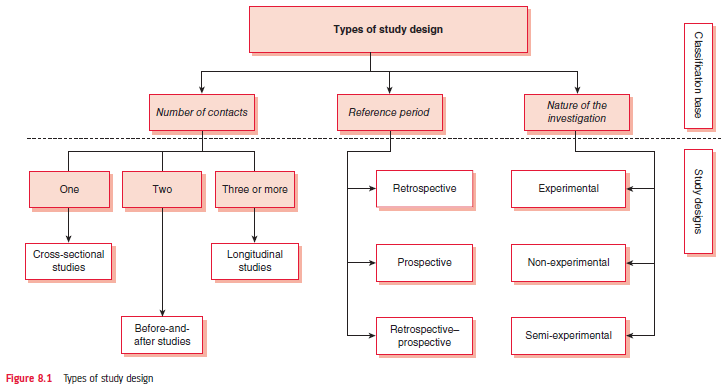 Types of study design
Classification base
Number of contacts
Reference period
Nature of the
investigation
One
Two
Three or more
Retrospective
Experimental
Study designs
Cross-sectional
studies
Longitudinal
studies
Prospective
Non-experimental
Before-and-
after studies
Retrospective–
prospective
Semi-experimental
Figure 8.1 Types of study design